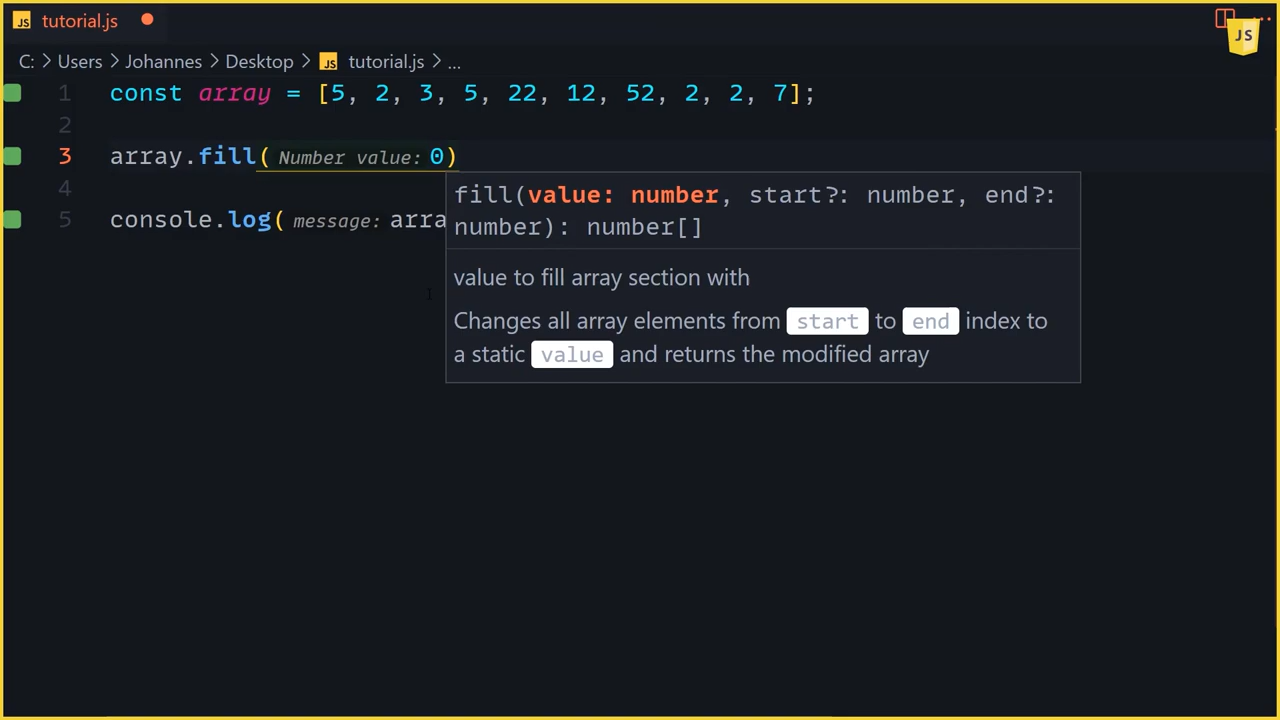 JS tutorial.js
JS
C: > Users > Johannes > Desktop > JS tutorial.js > ...
1 const array = [5, 2, 3, 5, 22, 12, 52, 2, 2, 7];
2
3 array.fill( Number value: 0)
4
5 console.log( message: arra
fill(value: number, start?: number, end?:
number): number[]
value to fill array section with
Changes all array elements from start to end index to
a static value and returns the modified array